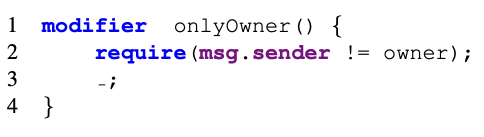 1 modifier onlyOwner() {
2 require(msg.sender != owner);
3 _;
4 }